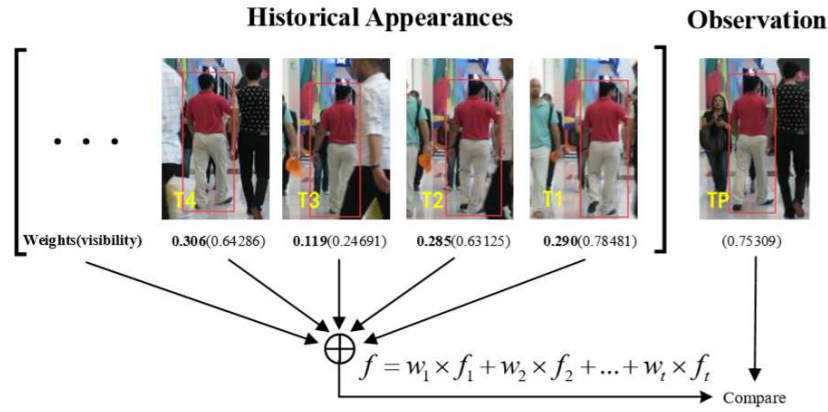 Historical Appearances
Observation
T4
T3
T2
T1
TP
Weights(visibility)
0.306(0.64286)
0.119(0.24691)
0.285(0.63125)
0.290(0.78481)
(0.75309)
f = w₁ × f₁ + w₂ × f₂ + ... + wₜ × fₜ
Compare